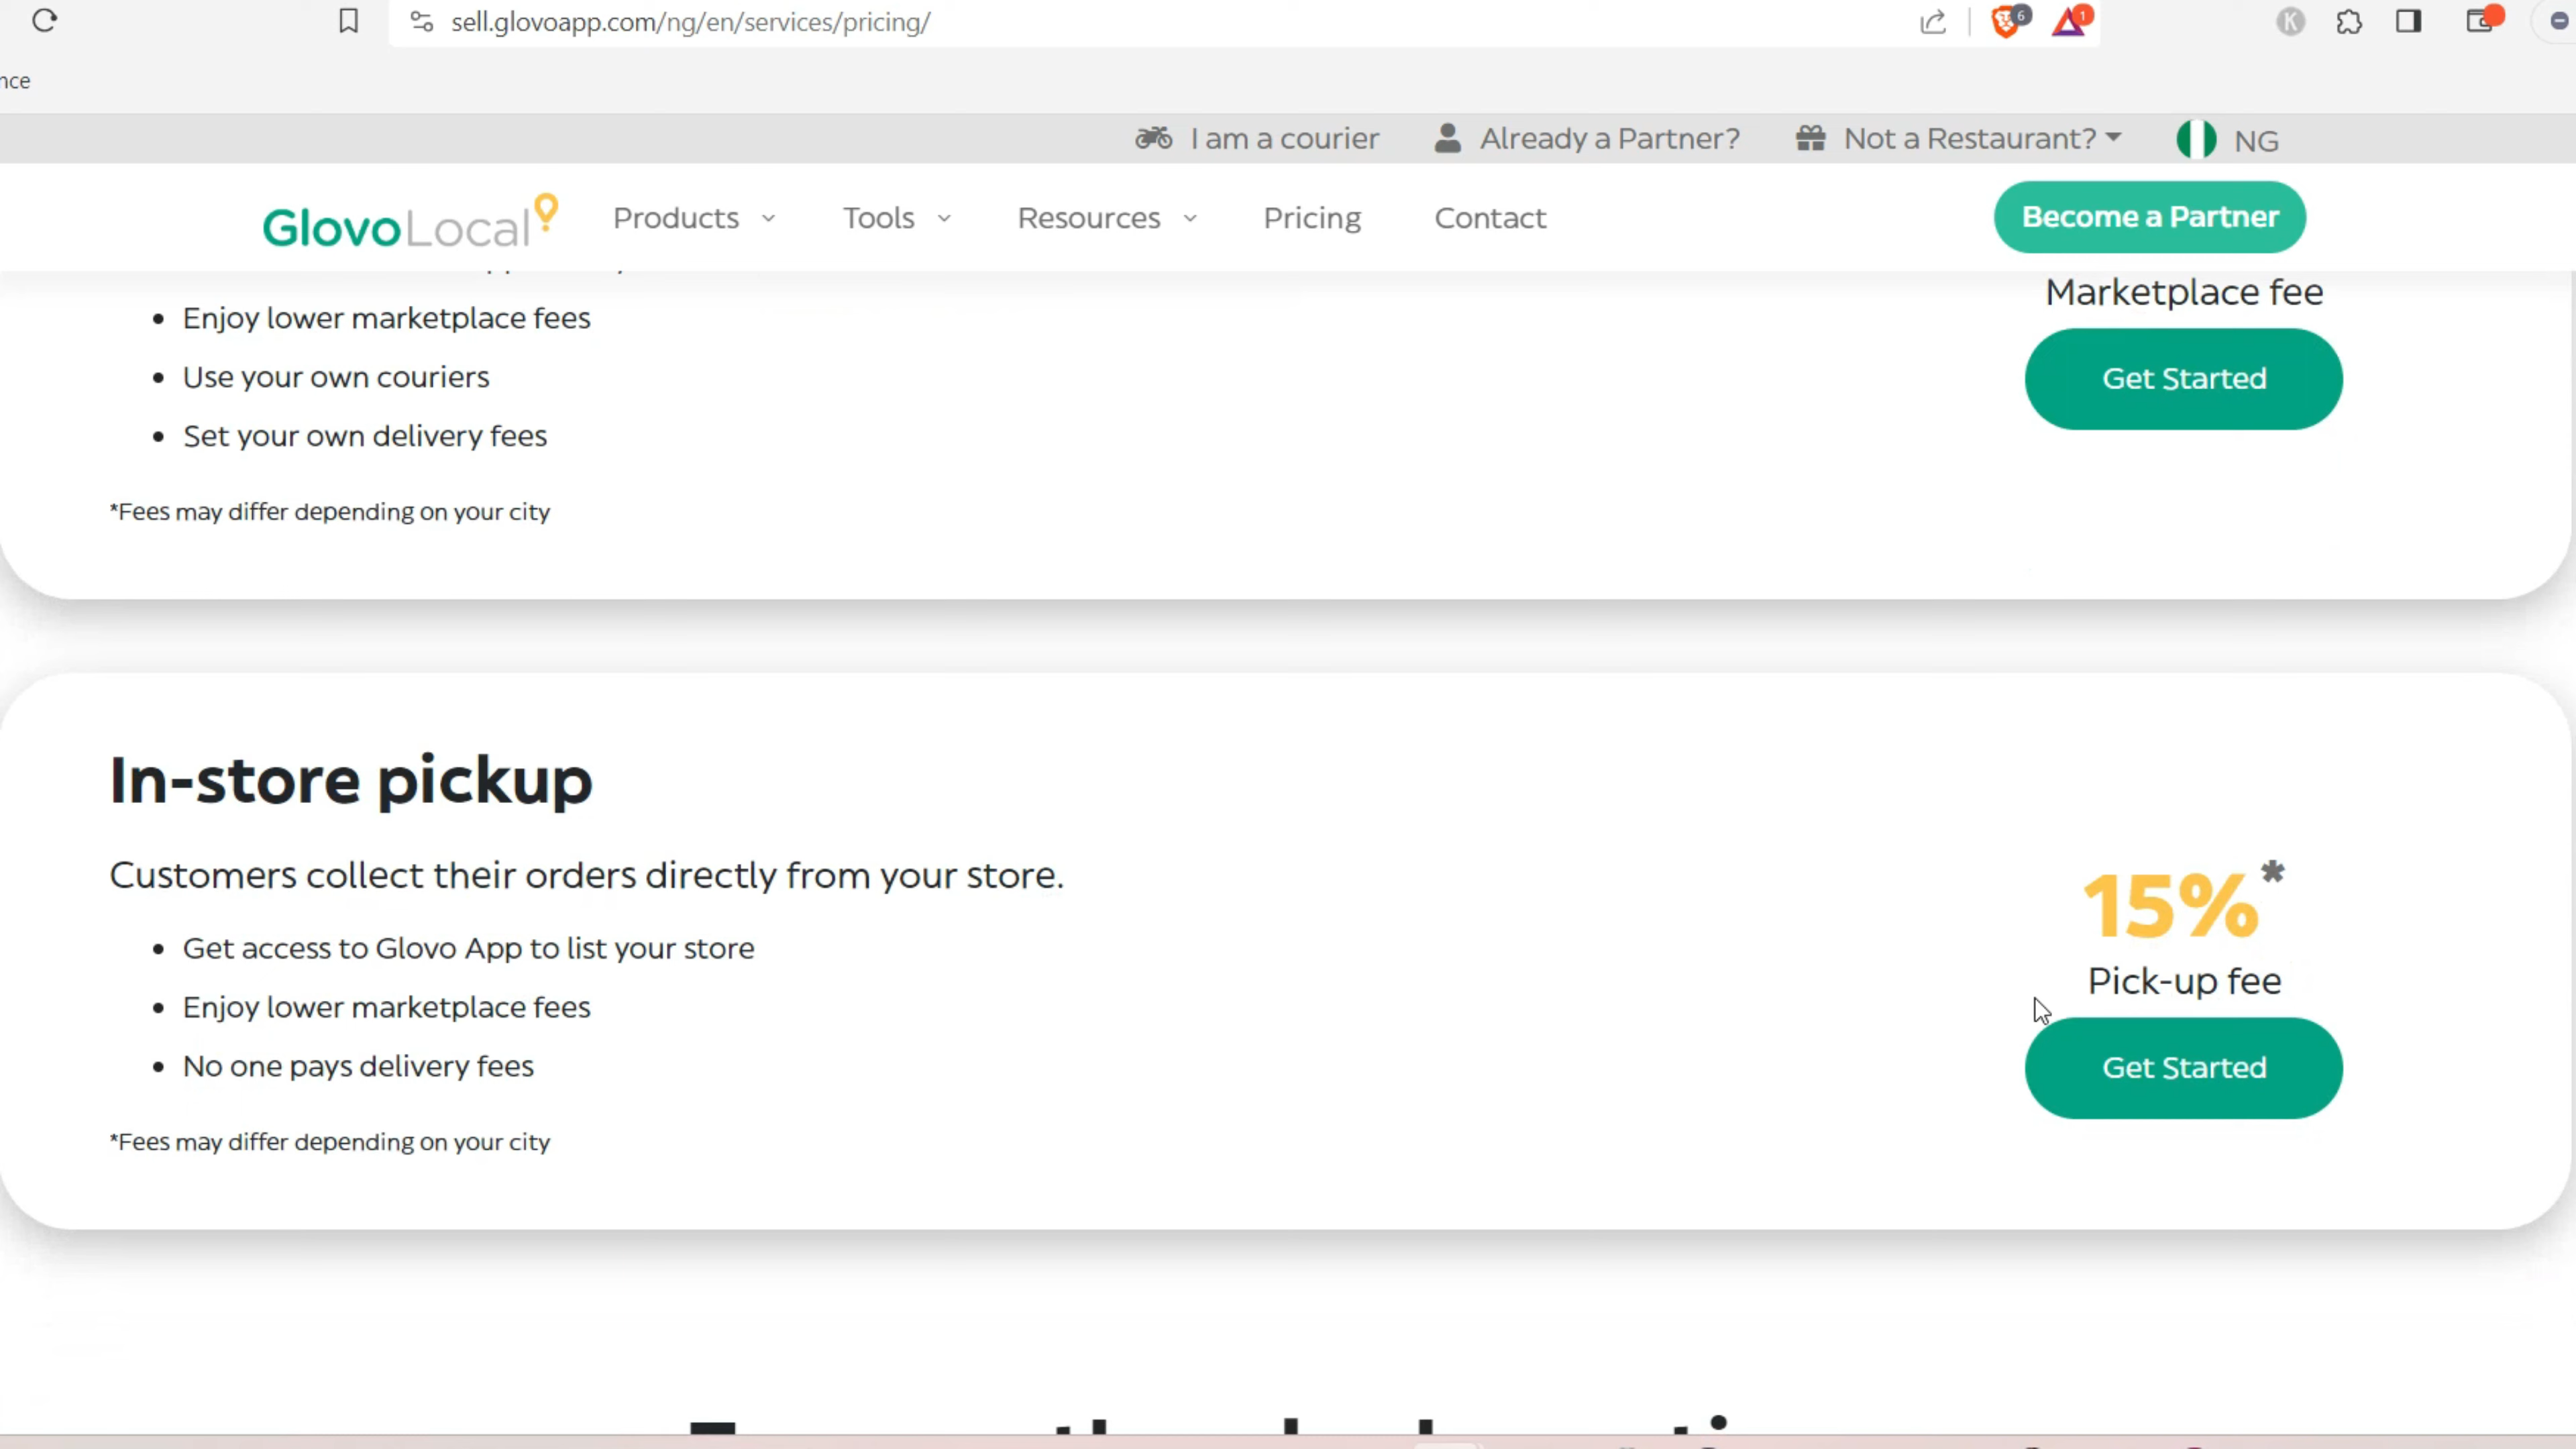 sell.glovoapp.com/ng/en/services/pricing/
6
1
K
nce
I am a courier
Already a Partner?
Not a Restaurant?
NG
GlovoLocal
Products
Tools
Resources
Pricing
Contact
Become a Partner
Marketplace fee
• Enjoy lower marketplace fees
• Use your own couriers
• Set your own delivery fees
Get Started
*Fees may differ depending on your city
In-store pickup
Customers collect their orders directly from your store.
• Get access to Glovo App to list your store
• Enjoy lower marketplace fees
• No one pays delivery fees
15%*
Pick-up fee
Get Started
*Fees may differ depending on your city